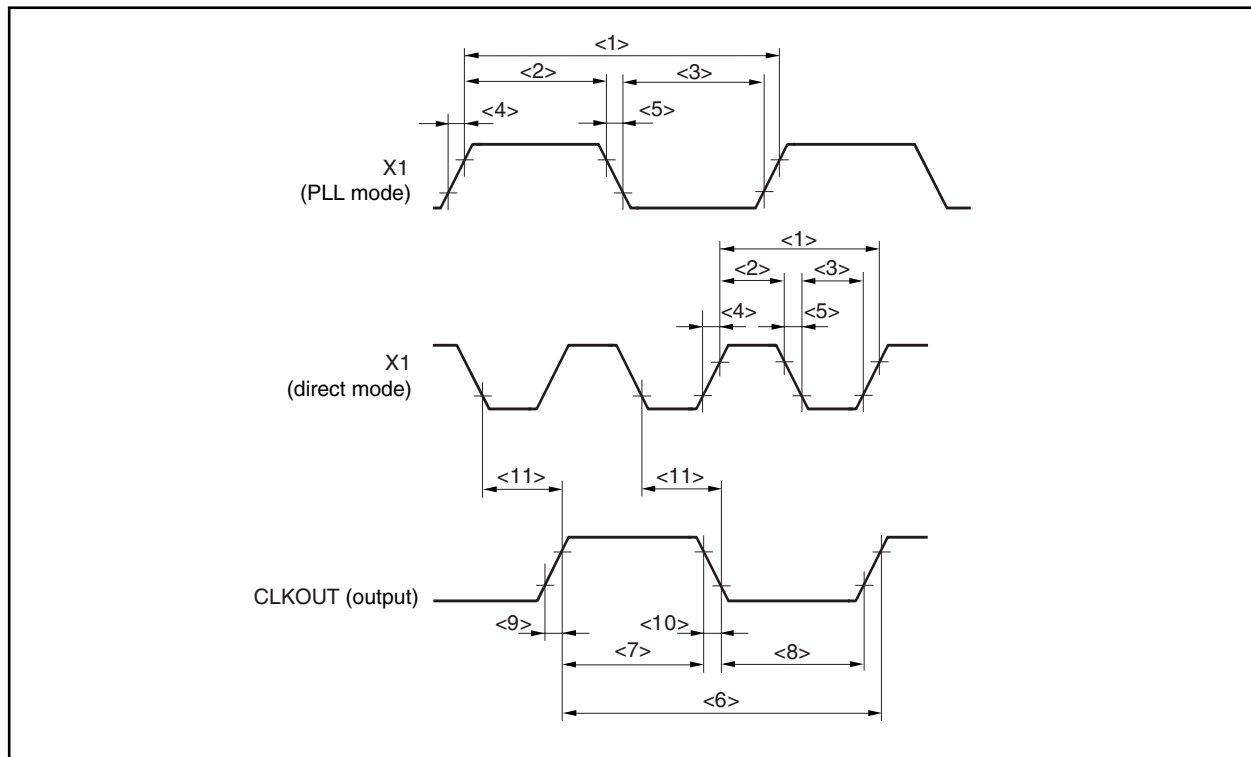 <1>
<2> <3>
<4> <5>
X1
(PLL mode)
<1>
<2> <3>
<4> <5>
X1
(direct mode)
<11> <11>
CLKOUT (output)
<9> <10>
<7> <8>
<6>